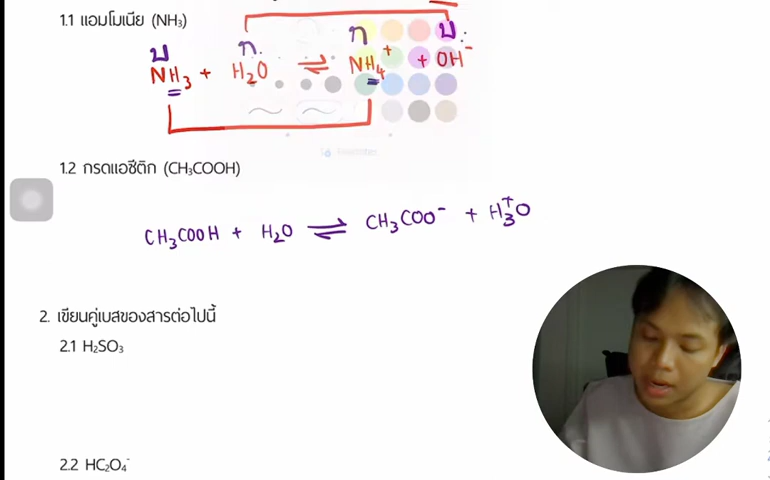 1.1 แอมโมเนีย (NH₃)
บ ก. ก บ:
NH₃ + H₂O ⇌ NH₄⁺ + OH⁻
1.2 กรดแอซีติก (CH₃COOH)
CH₃COOH + H₂O ⇌ CH₃COO⁻ + H₃⁺O
2. เขียนคู่เบสของสารต่อไปนี้
2.1 H₂SO₃
2.2 HC₂O₄⁻